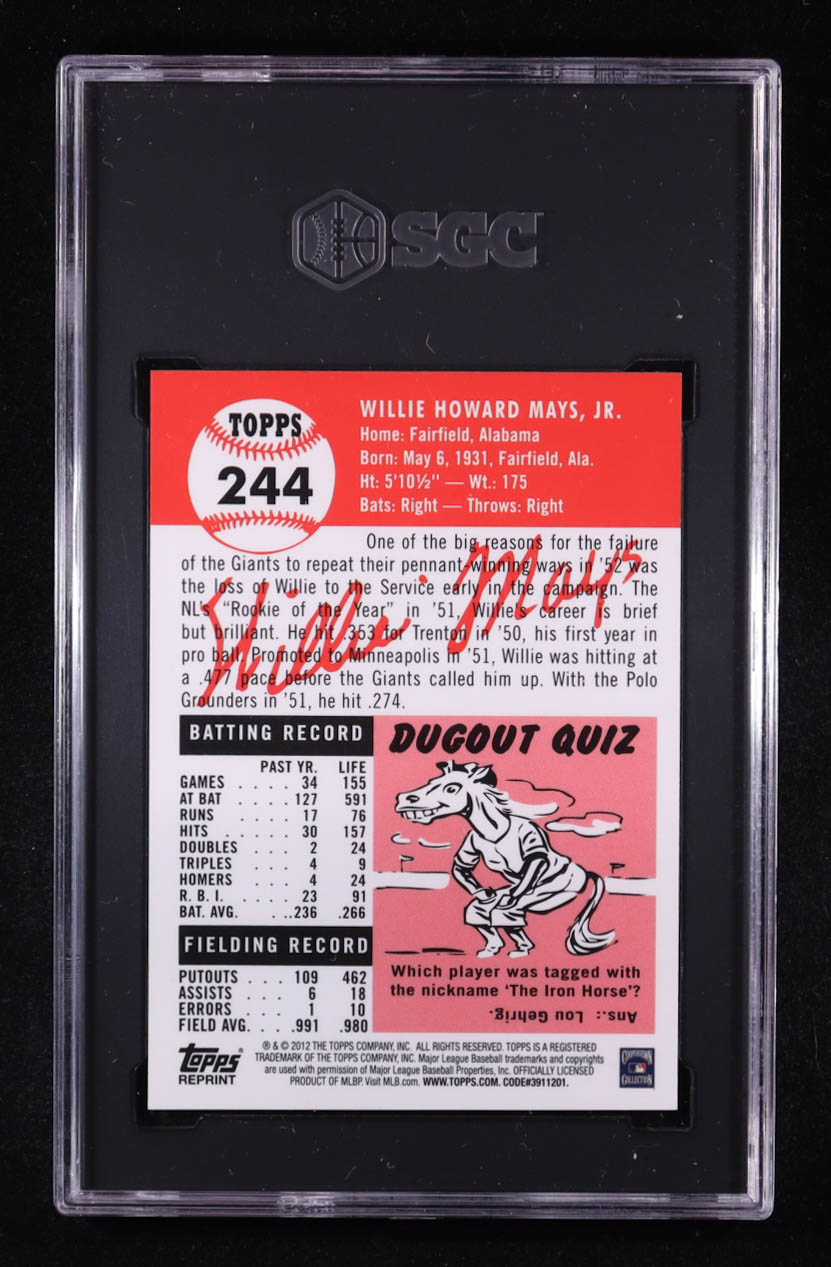 SGC
TOPPS
244
WILLIE HOWARD MAYS, JR.
Home: Fairfield, Alabama
Born: May 6, 1931, Fairfield, Ala.
Ht: 5'10½" — Wt.: 175
Bats: Right — Throws: Right
One of the big reasons for the failure
of the Giants to repeat their pennant-winning ways in '52 was
the loss of Willie to the Service early in the campaign. The
NL's "Rookie of the Year" in '51, Willie's career is brief
but brilliant. He hit .353 for Trenton in '50, his first year in
pro ball. Promoted to Minneapolis in '51, Willie was hitting at
a .477 pace before the Giants called him up. With the Polo
Grounders in '51, he hit .274.
Willie Mays
BATTING RECORD
PAST YR. LIFE
GAMES . . . . 34 155
AT BAT . . . . 127 591
RUNS . . . . 17 76
HITS . . . . . 30 157
DOUBLES . . . 2 24
TRIPLES . . . 4 9
HOMERS . . . 4 24
R. B. I. . . . . 23 91
BAT. AVG. . . .236 .266
FIELDING RECORD
PUTOUTS . . . 109 462
ASSISTS . . . 6 18
ERRORS . . . 1 10
FIELD AVG. . . .991 .980
DUGOUT QUIZ
Which player was tagged with
the nickname 'The Iron Horse'?
Ans.: Lou Gehrig.
Topps
REPRINT
® & © 2012 THE TOPPS COMPANY, INC. ALL RIGHTS RESERVED. TOPPS IS A REGISTERED
TRADEMARK OF THE TOPPS COMPANY, INC. Major League Baseball trademarks and copyrights
are used with permission of Major League Baseball Properties, Inc. OFFICIALLY LICENSED
PRODUCT OF MLBP. Visit MLB.com. WWW.TOPPS.COM. CODE#3911201.
COOPERSTOWN
COLLECTION